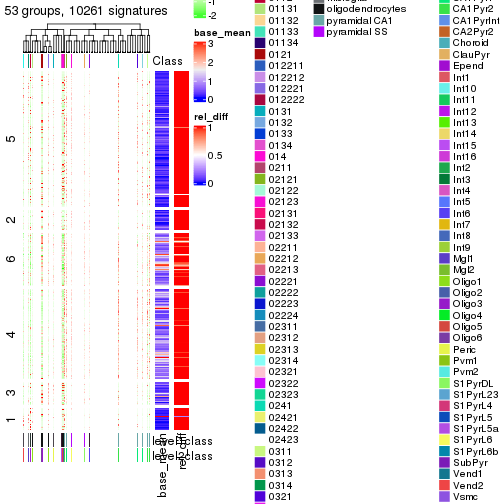 53 groups, 10261 signatures
Class
5
2
6
4
3
1
level1class
level2class
base_mean
rel_diff
-1
-2
base_mean
3
2
1
0
rel_diff
1
0.5
0
01131
01132
01133
01134
0121
012211
012212
012221
012222
0131
0132
0133
0134
014
0211
02121
02122
02123
02131
02132
02133
02211
02212
02213
02221
02222
02223
02224
02311
02312
02313
02314
02321
02322
02323
0241
02421
02422
02423
0311
0312
0313
0314
0321
oligodendrocytes
pyramidal CA1
pyramidal SS
CA1Pyr2
CA1PyrInt
CA2Pyr2
Choroid
ClauPyr
Epend
Int1
Int10
Int11
Int12
Int13
Int14
Int15
Int16
Int2
Int3
Int4
Int5
Int6
Int7
Int8
Int9
Mgl1
Mgl2
Oligo1
Oligo2
Oligo3
Oligo4
Oligo5
Oligo6
Peric
Pvm1
Pvm2
S1PyrDL
S1PyrL23
S1PyrL4
S1PyrL5
S1PyrL5a
S1PyrL6
S1PyrL6b
SubPyr
Vend1
Vend2
Vsmc